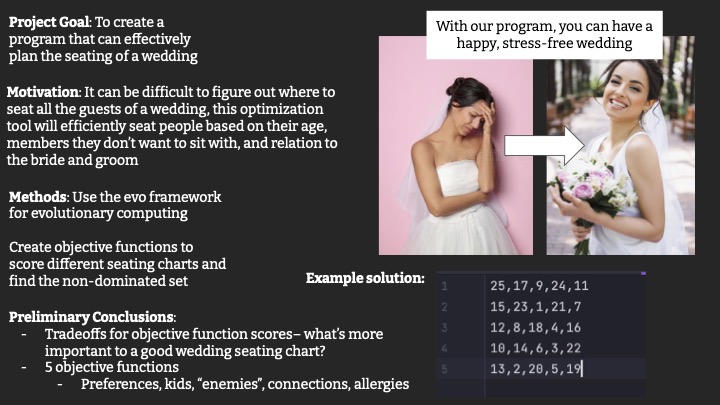 Project Goal: To create a
program that can effectively
plan the seating of a wedding
Motivation: It can be difficult to figure out where to
seat all the guests of a wedding, this optimization
tool will efficiently seat people based on their age,
members they don't want to sit with, and relation to
the bride and groom
Methods: Use the evo framework
for evolutionary computing
Create objective functions to
score different seating charts and
find the non-dominated set
Preliminary Conclusions:
- Tradeoffs for objective function scores– what's more
important to a good wedding seating chart?
- 5 objective functions
- Preferences, kids, "enemies", connections, allergies
With our program, you can have a
happy, stress-free wedding
Example solution:
1 25,17,9,24,11
2 15,23,1,21,7
3 12,8,18,4,16
4 10,14,6,3,22
5 13,2,20,5,19